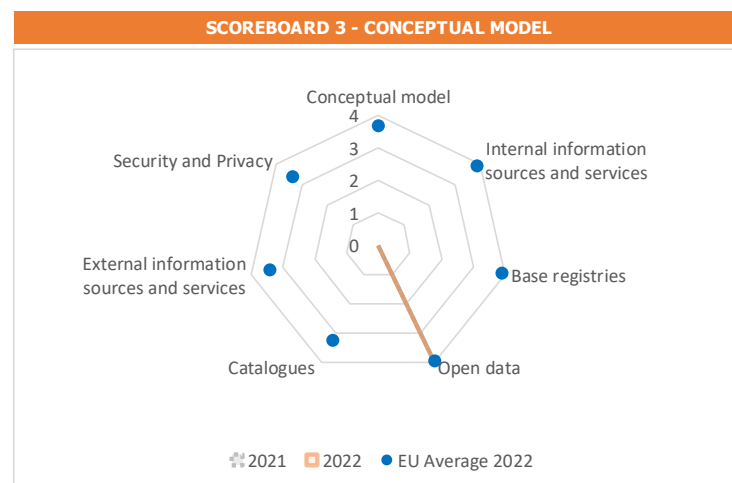 SCOREBOARD 3 - CONCEPTUAL MODEL
Conceptual model
4
3
2
1
0
Internal information
sources and services
Base registries
Open data
Catalogues
External information
sources and services
Security and Privacy
2021
2022
EU Average 2022